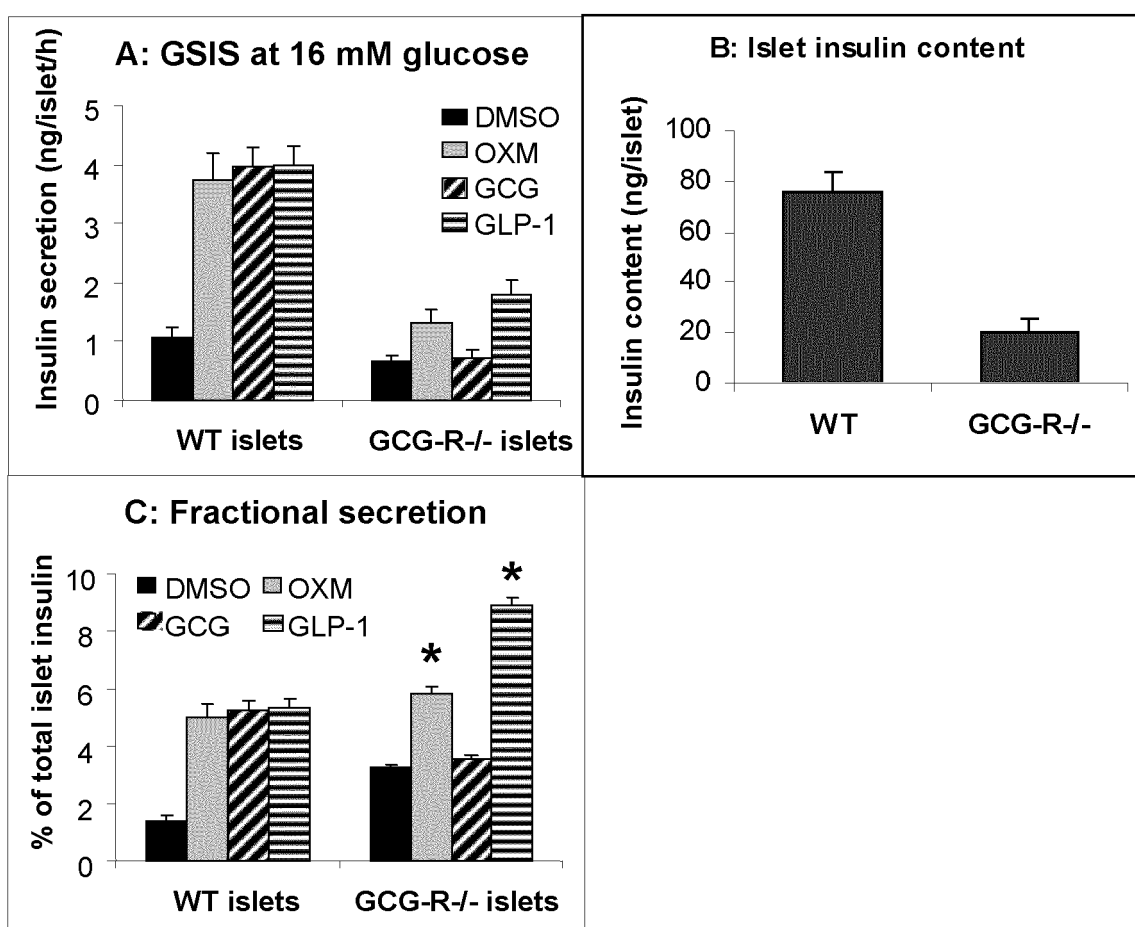 A: GSIS at 16 mM glucose
Insulin secretion (ng/islet/h)
5
4
3
2
1
0
DMSO
OXM
GCG
GLP-1
WT islets GCG-R-/- islets
B: Islet insulin content
Insulin content (ng/islet)
100
80
60
40
20
0
WT GCG-R-/-
C: Fractional secretion
% of total islet insulin
10
8
6
4
2
0
DMSO OXM
GCG GLP-1
*
*
WT islets GCG-R-/- islets